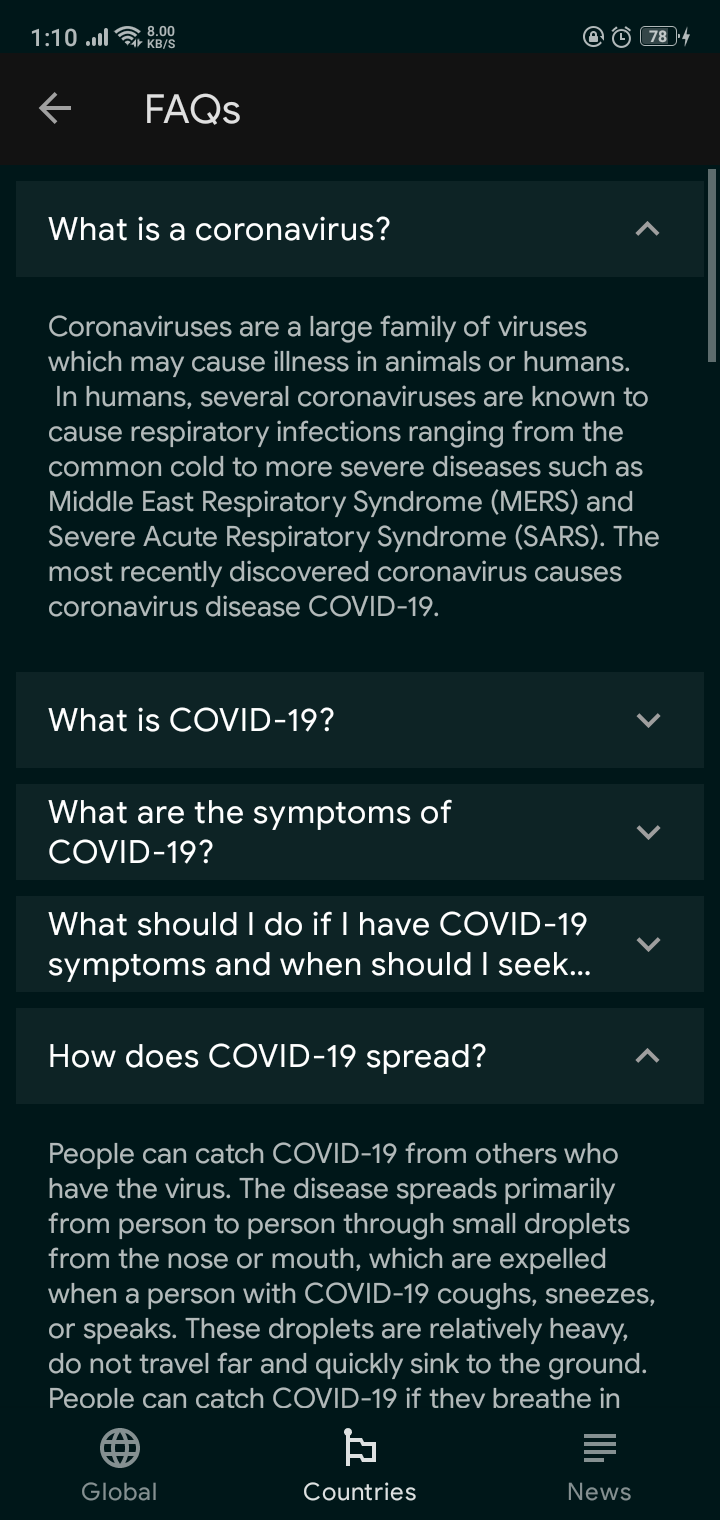 1:10 8.00 KB/S 78
FAQs
What is a coronavirus?
Coronaviruses are a large family of viruses
which may cause illness in animals or humans.
In humans, several coronaviruses are known to
cause respiratory infections ranging from the
common cold to more severe diseases such as
Middle East Respiratory Syndrome (MERS) and
Severe Acute Respiratory Syndrome (SARS). The
most recently discovered coronavirus causes
coronavirus disease COVID-19.
What is COVID-19?
What are the symptoms of
COVID-19?
What should I do if I have COVID-19
symptoms and when should I seek...
How does COVID-19 spread?
People can catch COVID-19 from others who
have the virus. The disease spreads primarily
from person to person through small droplets
from the nose or mouth, which are expelled
when a person with COVID-19 coughs, sneezes,
or speaks. These droplets are relatively heavy,
do not travel far and quickly sink to the ground.
People can catch COVID-19 if they breathe in
Global Countries News